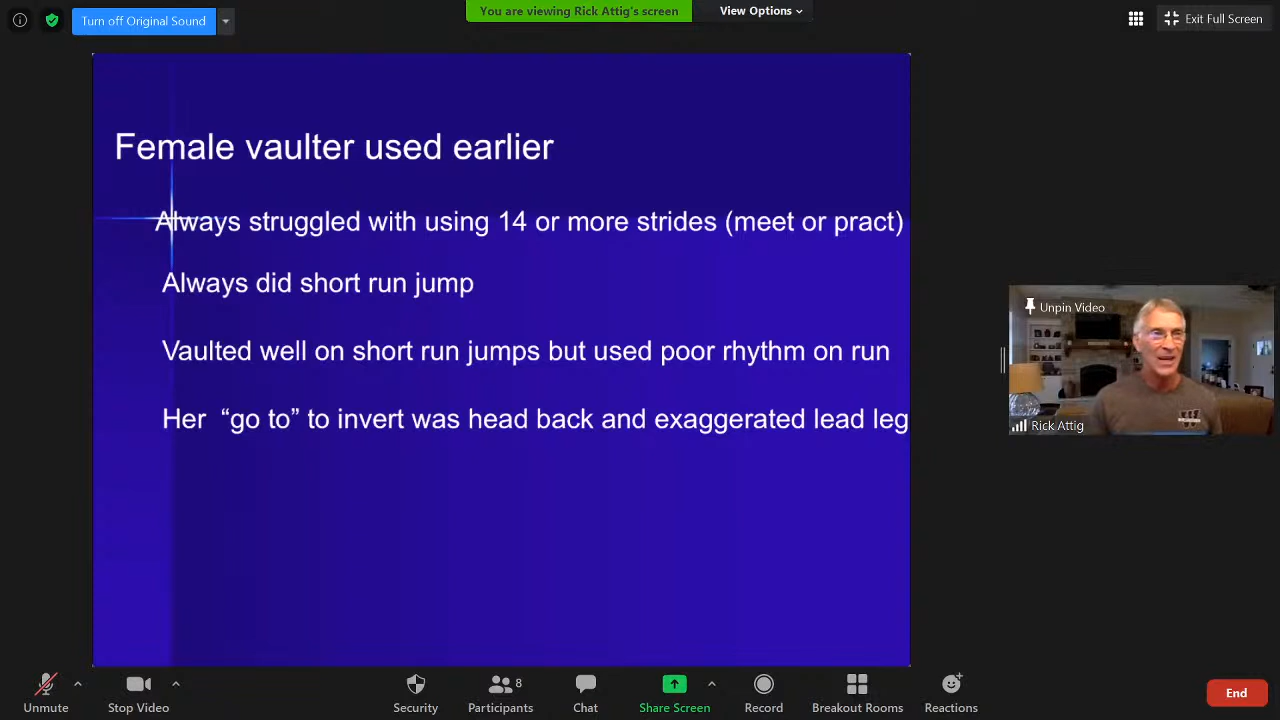 Turn off Original Sound
You are viewing Rick Attig's screen
View Options
Exit Full Screen
Female vaulter used earlier
Always struggled with using 14 or more strides (meet or pract)
Always did short run jump
Vaulted well on short run jumps but used poor rhythm on run
Her “go to” to invert was head back and exaggerated lead leg
Unpin Video
Rick Attig
8
Unmute
Stop Video
Security
Participants
Chat
Share Screen
Record
Breakout Rooms
Reactions
End